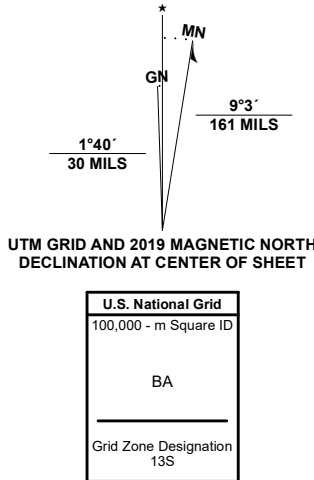 ★
MN
GN
9°3´
161 MILS
1°40´
30 MILS
UTM GRID AND 2019 MAGNETIC NORTH
DECLINATION AT CENTER OF SHEET
U.S. National Grid
100,000 - m Square ID
BA
Grid Zone Designation
13S